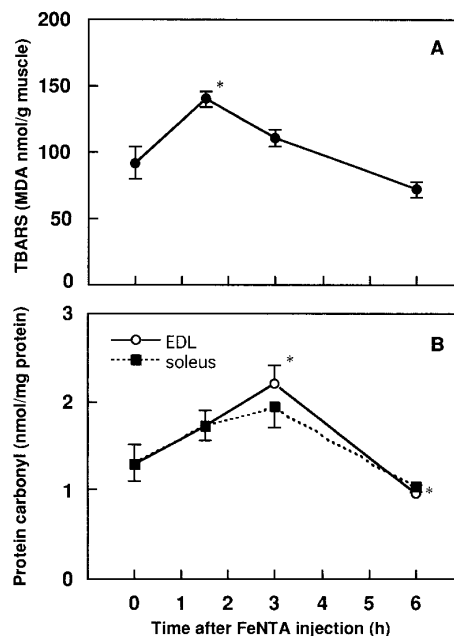 200
150
100
50
0
TBARS (MDA nmol/g muscle)
A
*
3
2
1
0
Protein carbonyl (nmol/mg protein)
EDL
soleus
B
*
*
0 1 2 3 4 5 6
Time after FeNTA injection (h)